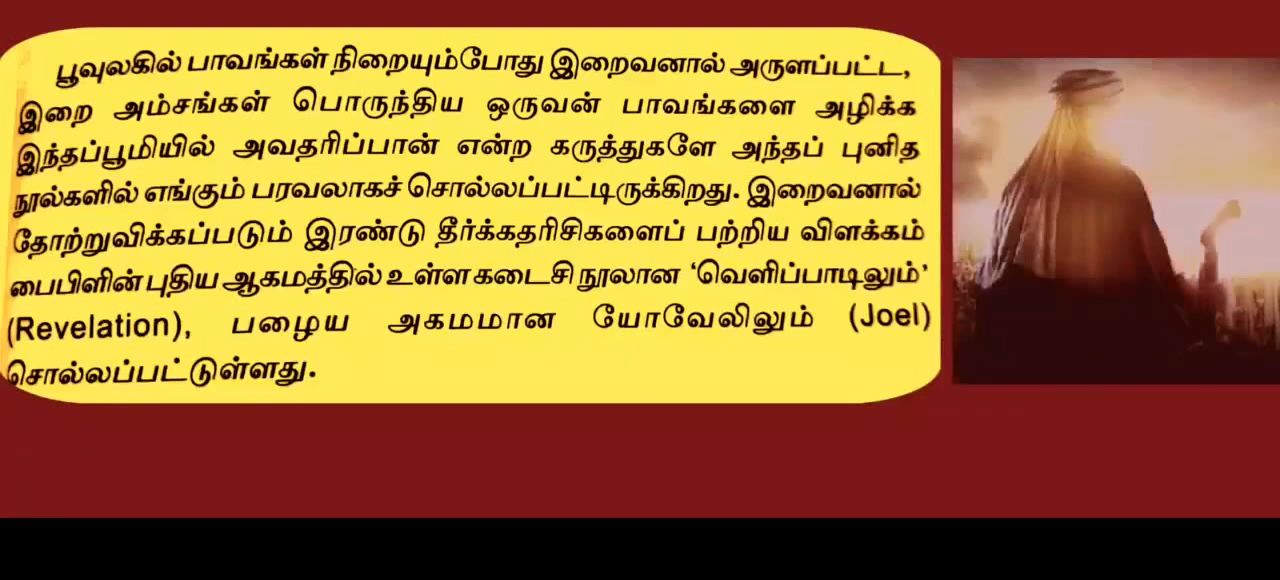 பூவுலகில் பாவங்கள் நிறையும்போது இறைவனால் அருளப்பட்ட,
இறை அம்சங்கள் பொருந்திய ஒருவன் பாவங்களை அழிக்க
இந்தப்பூமியில் அவதரிப்பான் என்ற கருத்துகளே அந்தப் புனித
நூல்களில் எங்கும் பரவலாகச் சொல்லப்பட்டிருக்கிறது. இறைவனால்
தோற்றுவிக்கப்படும் இரண்டு தீர்க்கதரிசிகளைப் பற்றிய விளக்கம்
பைபிளின் புதிய ஆகமத்தில் உள்ள கடைசி நூலான ‘வெளிப்பாடிலும்’
(Revelation), பழைய அகமமான யோவேலிலும் (Joel)
சொல்லப்பட்டுள்ளது.